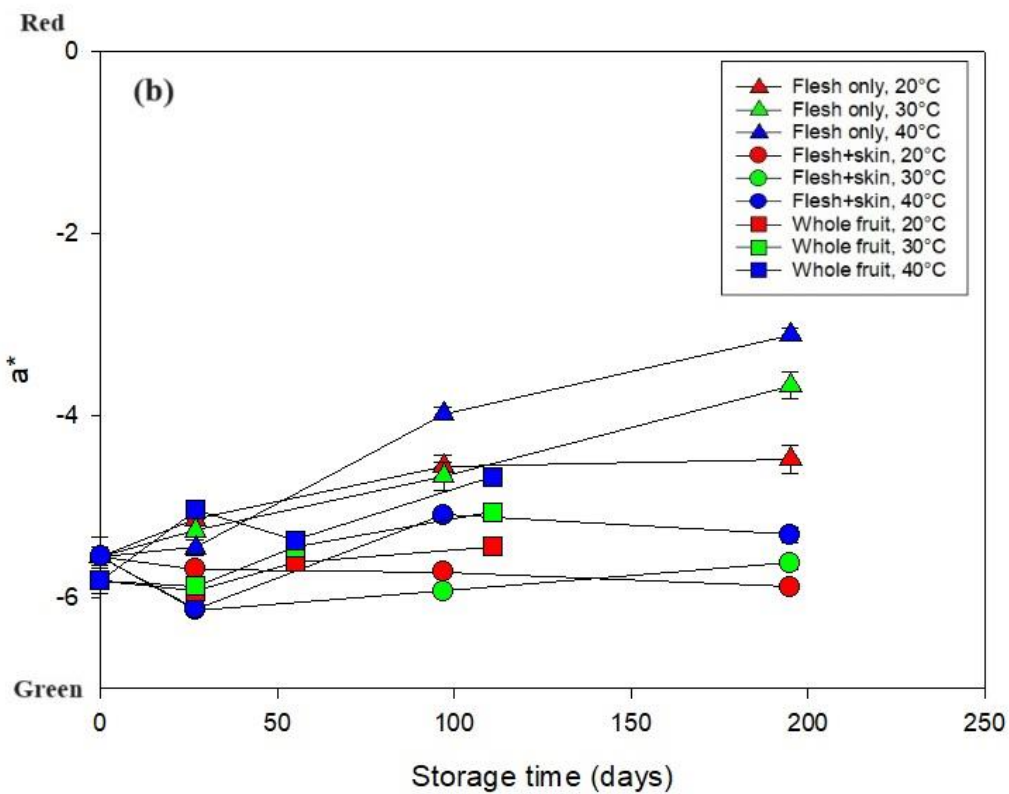 Red
0
(b)
Flesh only, 20°C
Flesh only, 30°C
Flesh only, 40°C
Flesh+skin, 20°C
Flesh+skin, 30°C
Flesh+skin, 40°C
Whole fruit, 20°C
Whole fruit, 30°C
Whole fruit, 40°C
-2
a*
-4
-6
Green
0 50 100 150 200 250
Storage time (days)